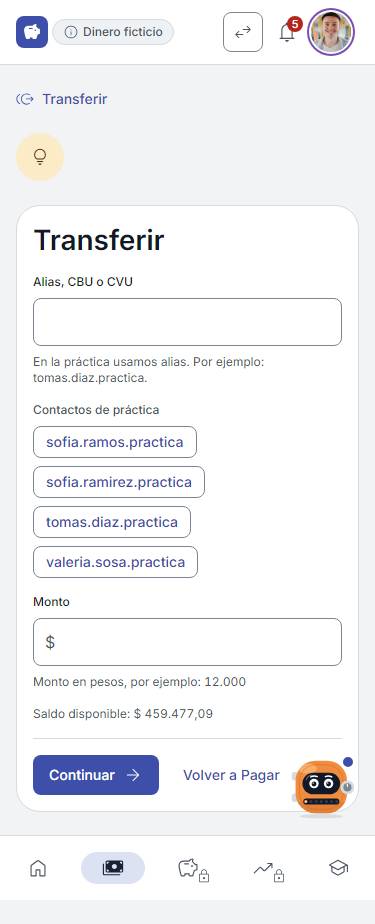 Dinero ficticio
5
Transferir
Transferir
Alias, CBU o CVU
En la práctica usamos alias. Por ejemplo:
tomas.diaz.practica.
Contactos de práctica
sofia.ramos.practica
sofia.ramirez.practica
tomas.diaz.practica
valeria.sosa.practica
Monto
$
Monto en pesos, por ejemplo: 12.000
Saldo disponible: $ 459.477,09
Continuar
Volver a Pagar